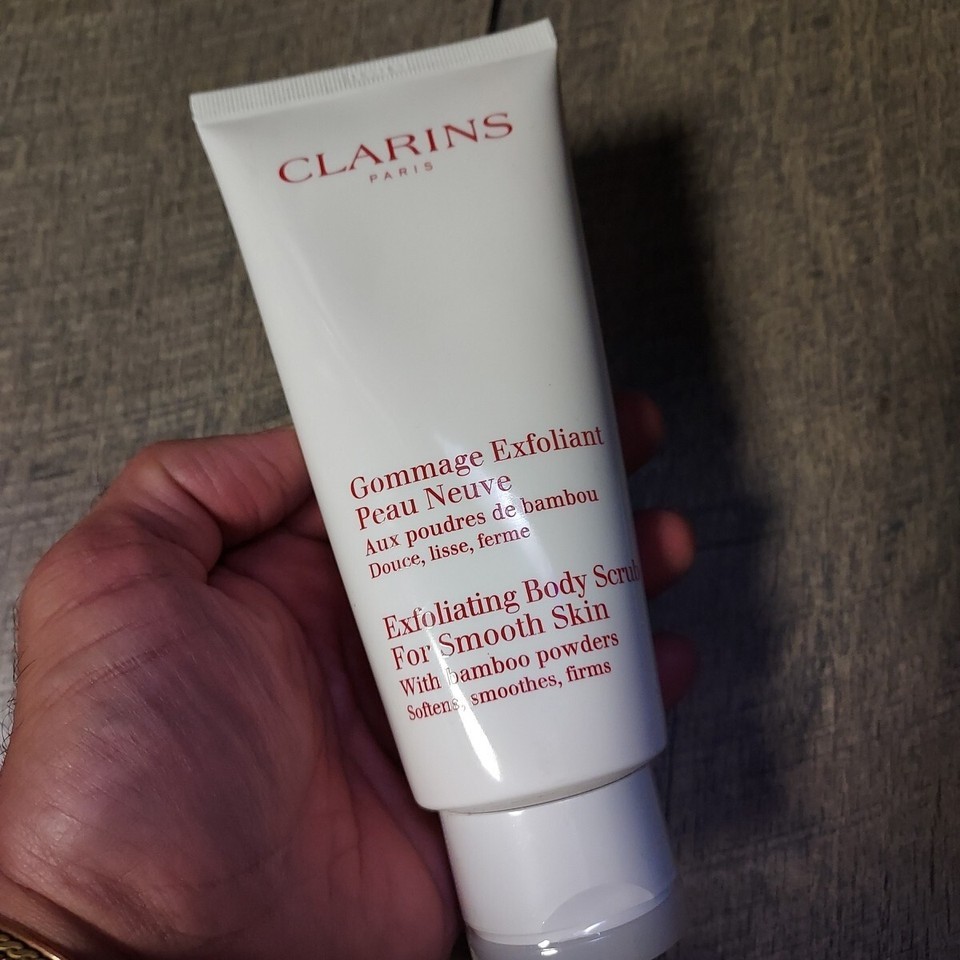 CLARINS
PARIS
Gommage Exfoliant
Peau Neuve
Aux poudres de bambou
Douce, lisse, ferme
Exfoliating Body Scrub
For Smooth Skin
With bamboo powders
Softens, smoothes, firms